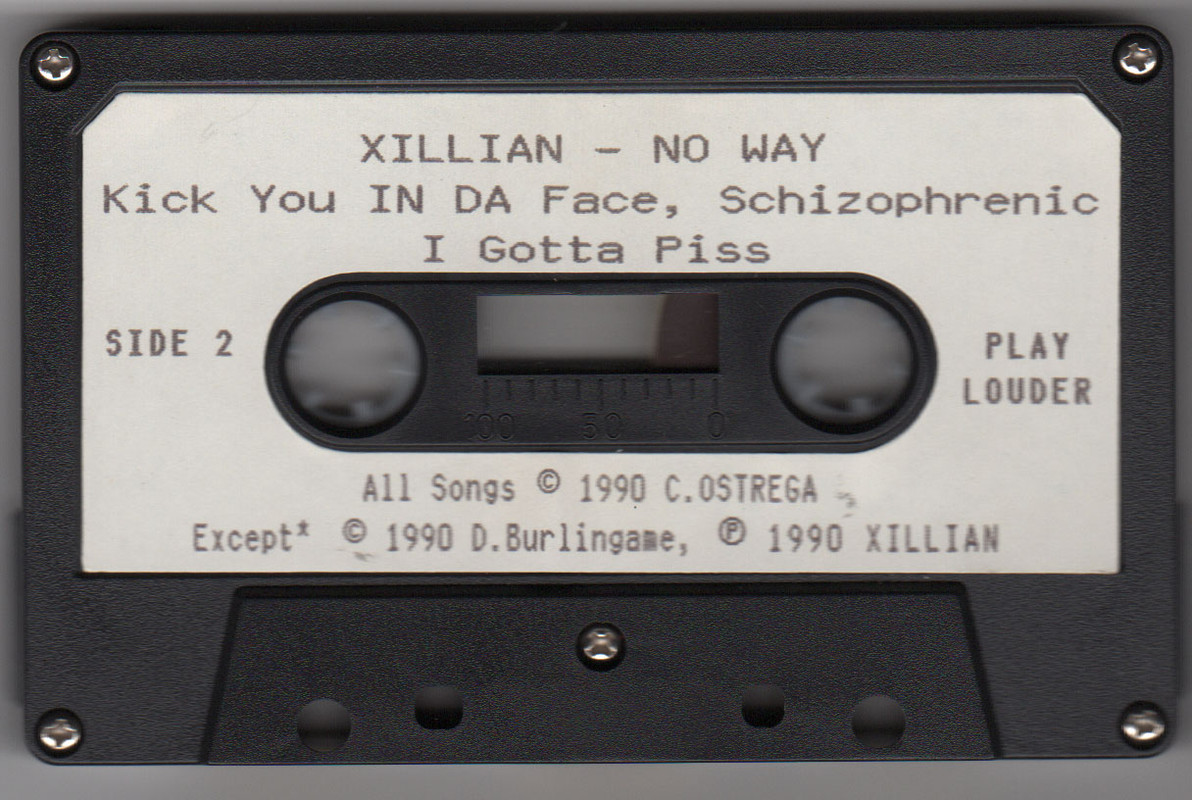 XILLIAN - NO WAY
Kick You IN DA Face, Schizophrenic
I Gotta Piss
SIDE 2
PLAY
LOUDER
100 50 0
All Songs © 1990 C.OSTREGA
Except* © 1990 D.Burlingame, ℗ 1990 XILLIAN